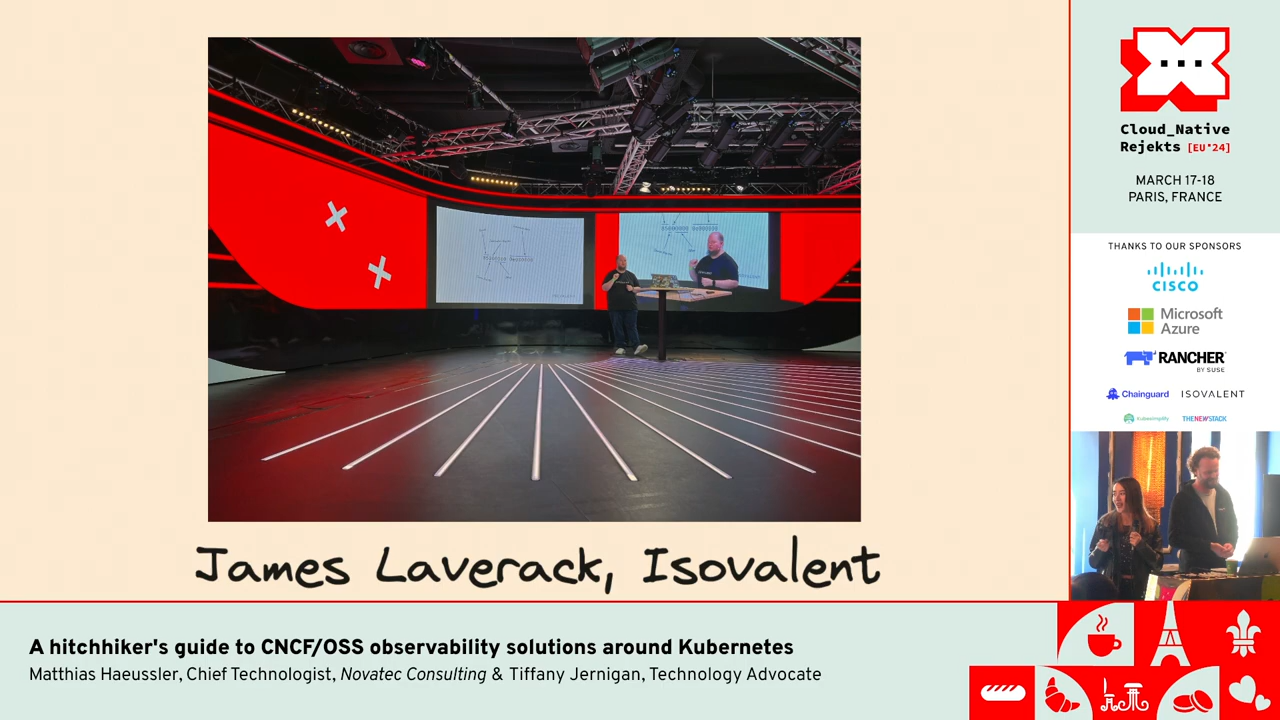 James Laverack, Isovalent
Cloud_Native
Rejekts [EU'24]
MARCH 17-18
PARIS, FRANCE
THANKS TO OUR SPONSORS
CISCO
Microsoft
Azure
RANCHER
BY SUSE
Chainguard ISOVALENT
Kubesimplify THENEWSTACK
A hitchhiker's guide to CNCF/OSS observability solutions around Kubernetes
Matthias Haeussler, Chief Technologist, Novatec Consulting & Tiffany Jernigan, Technology Advocate